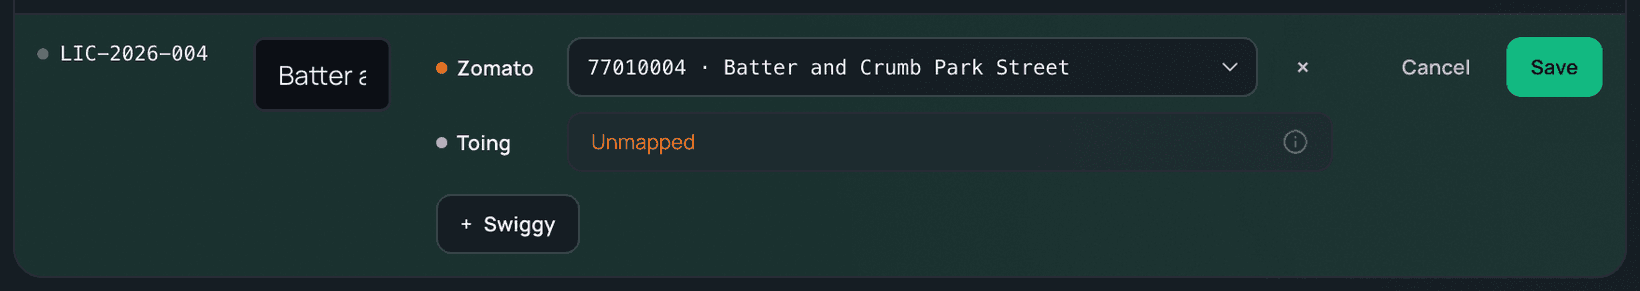 LIC-2026-004 Batter a Zomato 77010004 · Batter and Crumb Park Street × Cancel Save
Toing Unmapped
+ Swiggy